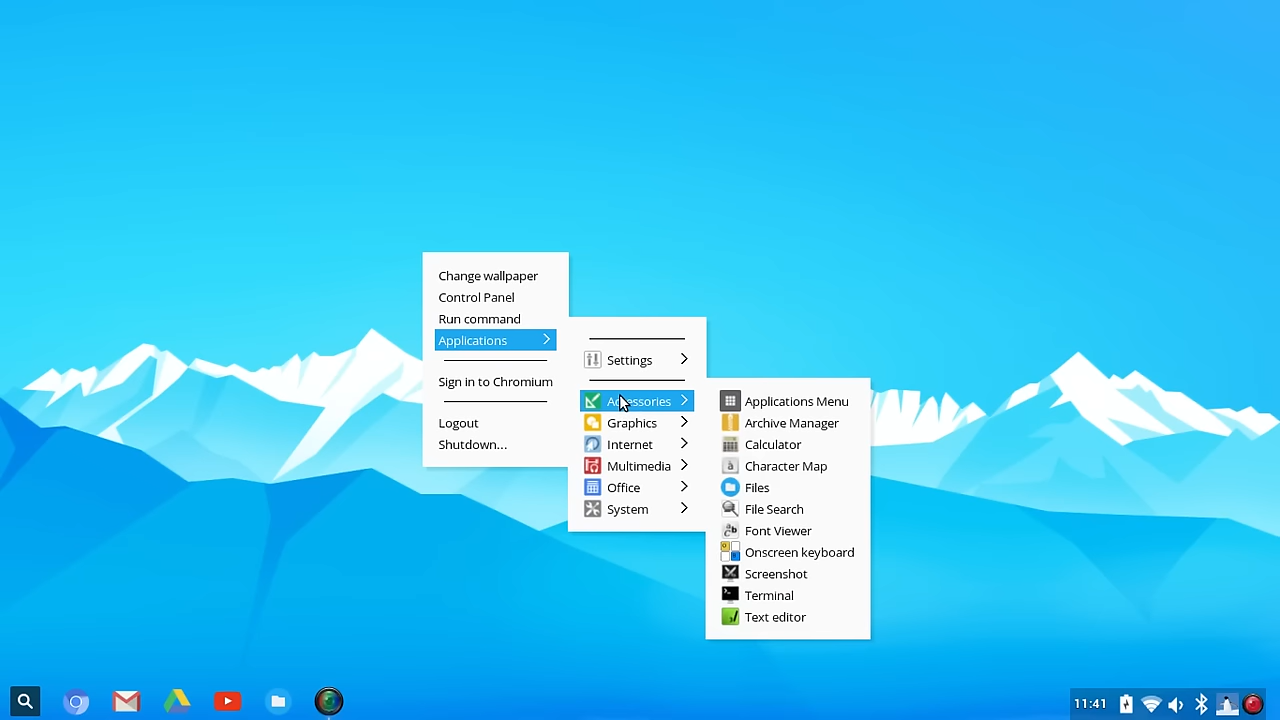 Change wallpaper
Control Panel
Run command
Applications
Sign in to Chromium
Logout
Shutdown...
Settings
Accessories
Graphics
Internet
Multimedia
Office
System
Applications Menu
Archive Manager
Calculator
Character Map
Files
File Search
Font Viewer
Onscreen keyboard
Screenshot
Terminal
Text editor
11:41